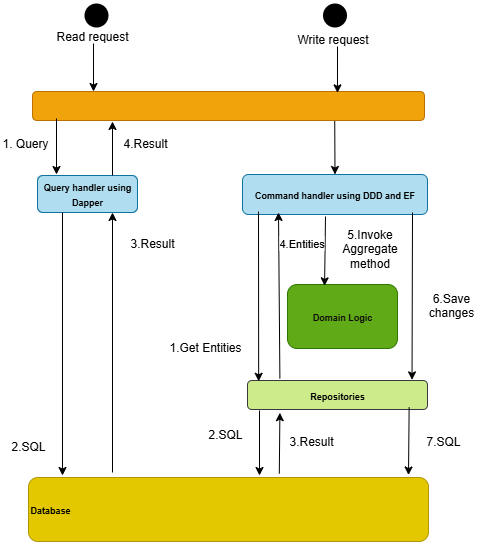 Read request
Write request
1. Query
4.Result
Query handler using
Dapper
Command handler using DDD and EF
3.Result
4.Entities
5.Invoke
Aggregate
method
6.Save
changes
Domain Logic
1.Get Entities
Repositories
2.SQL
2.SQL
3.Result
7.SQL
Database